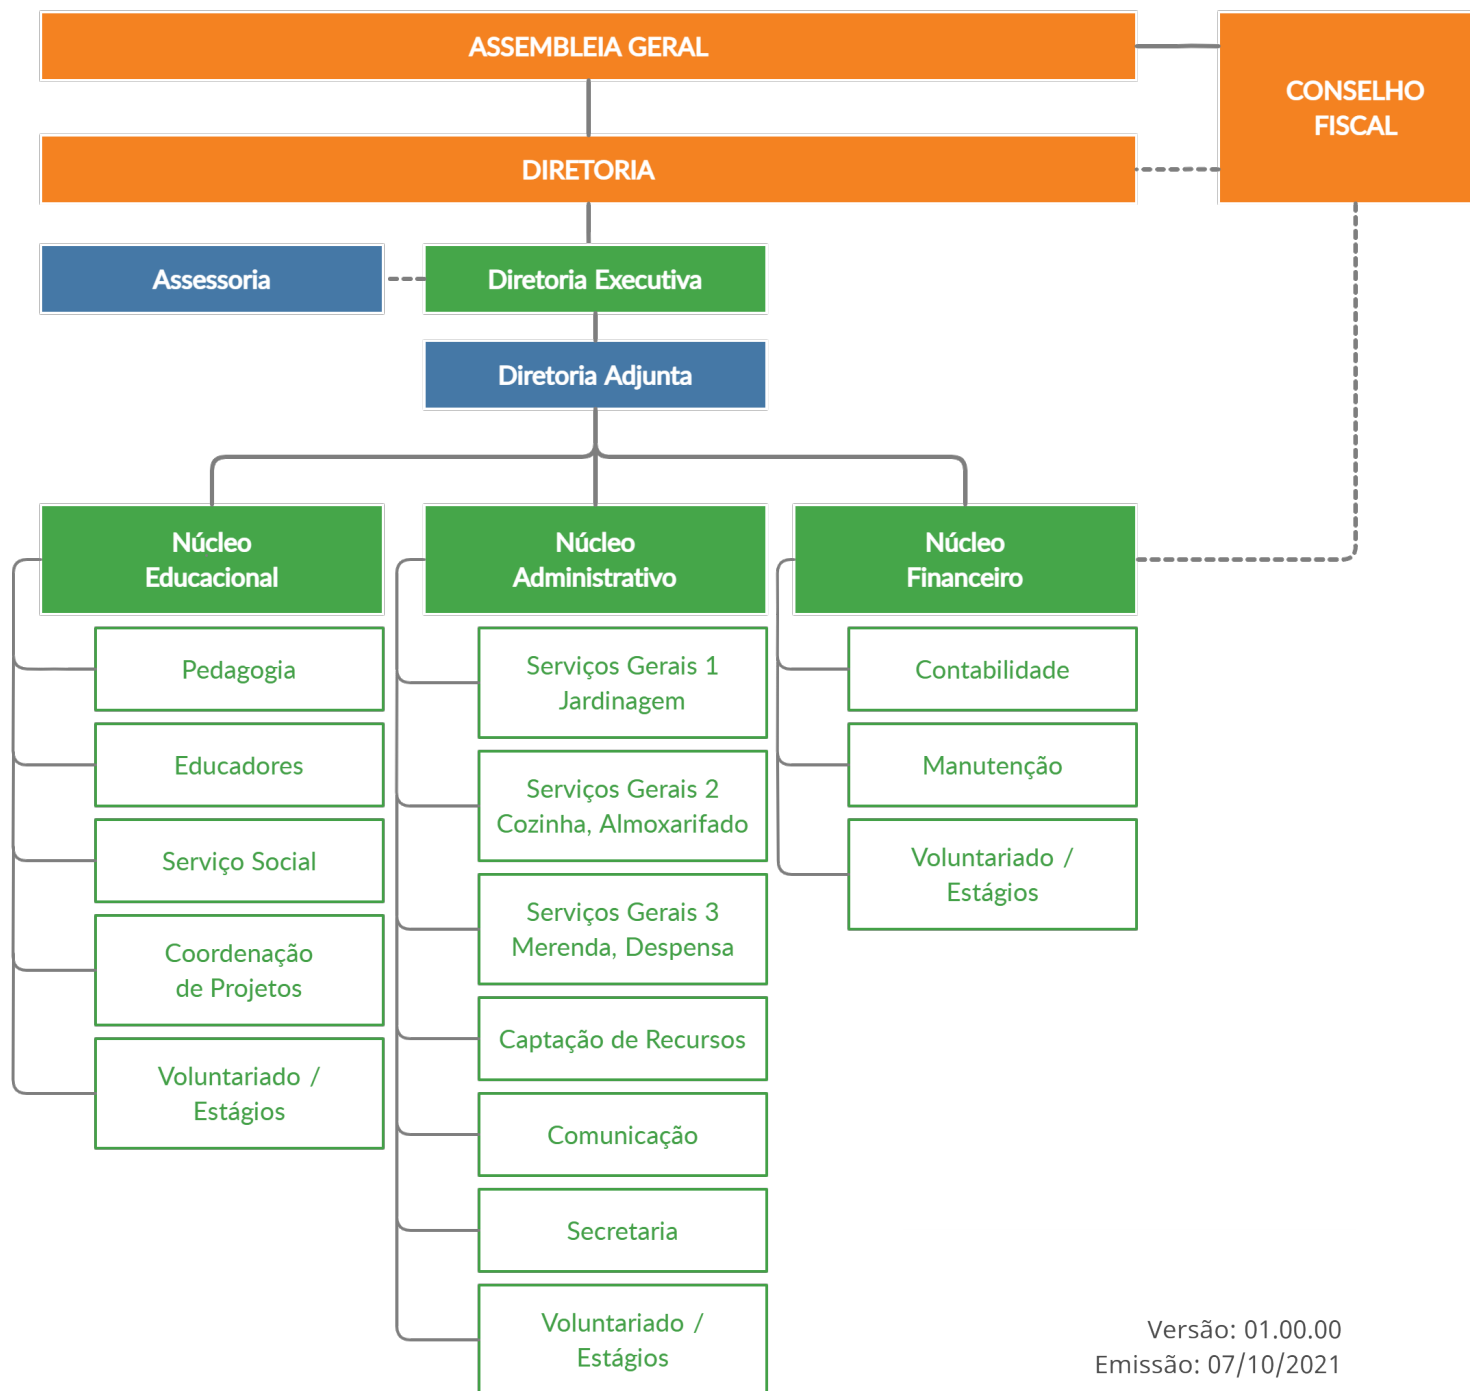 ASSEMBLEIA GERAL
CONSELHO
FISCAL
DIRETORIA
Assessoria
Diretoria Executiva
Diretoria Adjunta
Núcleo
Educacional
Pedagogia
Educadores
Serviço Social
Coordenação
de Projetos
Voluntariado /
Estágios
Núcleo
Administrativo
Serviços Gerais 1
Jardinagem
Serviços Gerais 2
Cozinha, Almoxarifado
Serviços Gerais 3
Merenda, Despensa
Captação de Recursos
Comunicação
Secretaria
Voluntariado /
Estágios
Núcleo
Financeiro
Contabilidade
Manutenção
Voluntariado /
Estágios
Versão: 01.00.00
Emissão: 07/10/2021